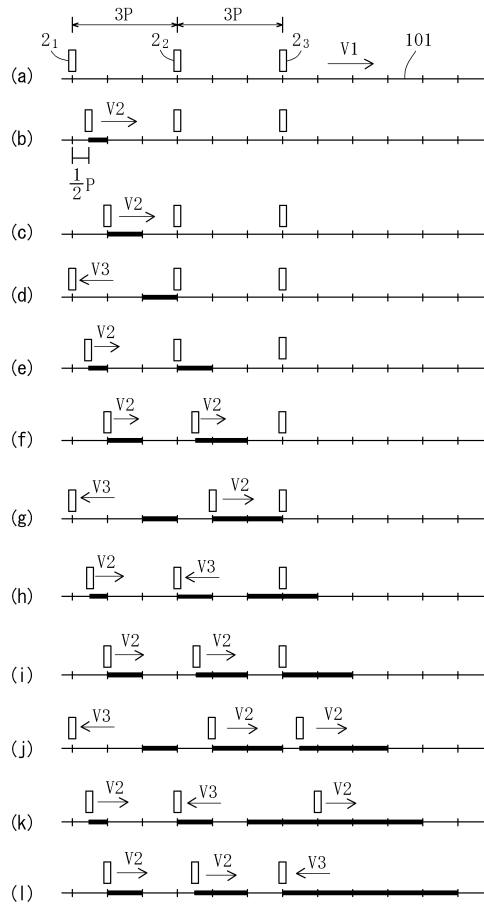 3P 3P
2₁ 2₂ 2₃ V1 101
(a)
V2
(b)
1/2 P
V2
(c)
V3
(d)
V2
(e)
V2 V2
(f)
V3 V2
(g)
V2 V3
(h)
V2 V2
(i)
V3 V2 V2
(j)
V2 V3 V2
(k)
V2 V2 V3
(l)